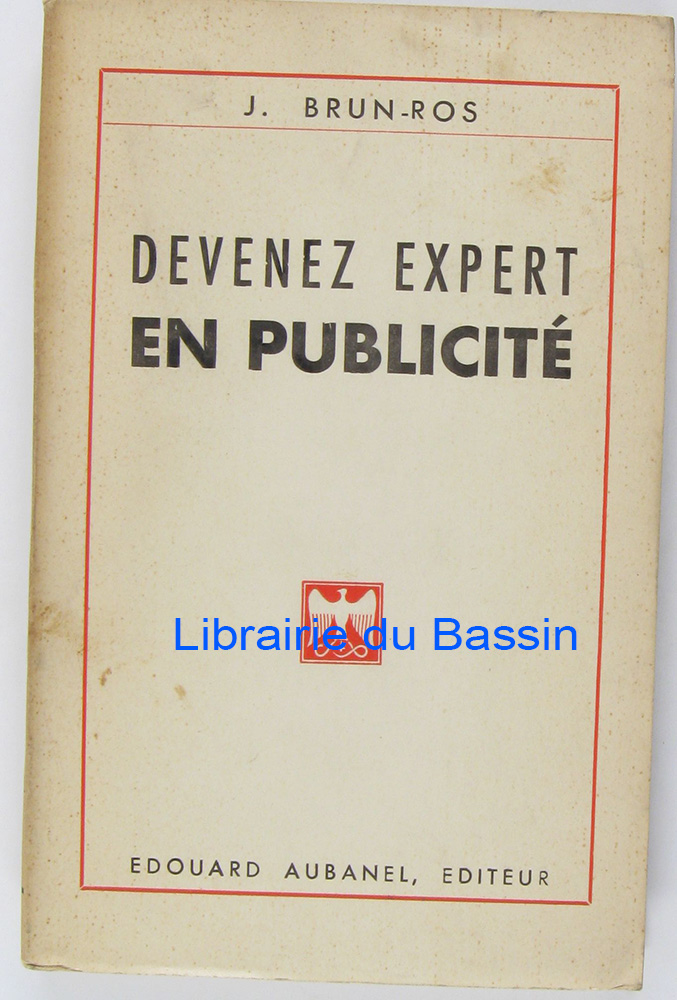 J. BRUN-ROS
DEVENEZ EXPERT
EN PUBLICITÉ
Librairie du Bassin
EDOUARD AUBANEL, EDITEUR